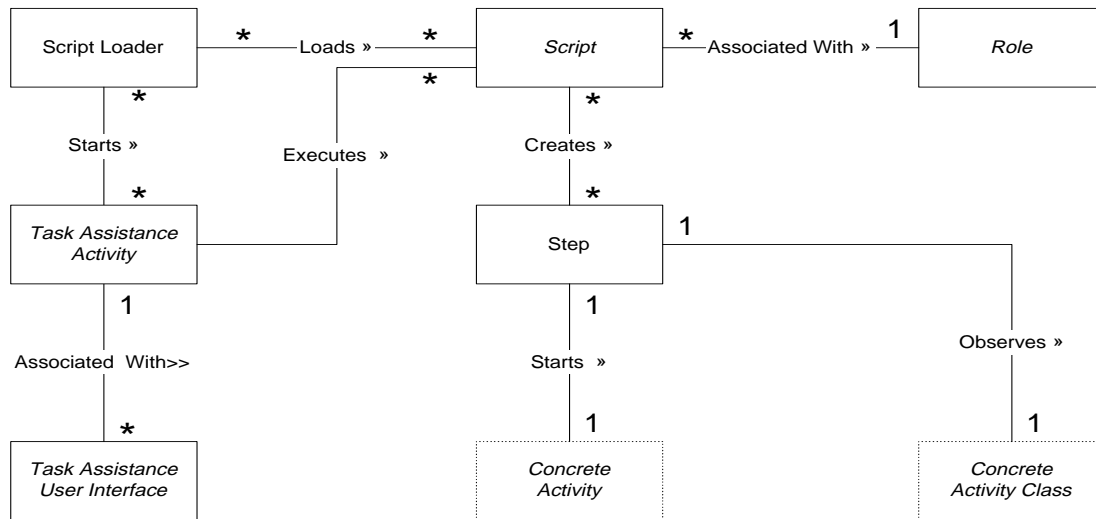 Script Loader * Loads » * Script * Associated With » 1 Role
*
* *
Starts » Executes » Creates »
* *
Task Assistance
Activity
Step 1
1 1
Associated With>> Starts » Observes »
* 1 1
Task Assistance
User Interface
Concrete
Activity
Concrete
Activity Class